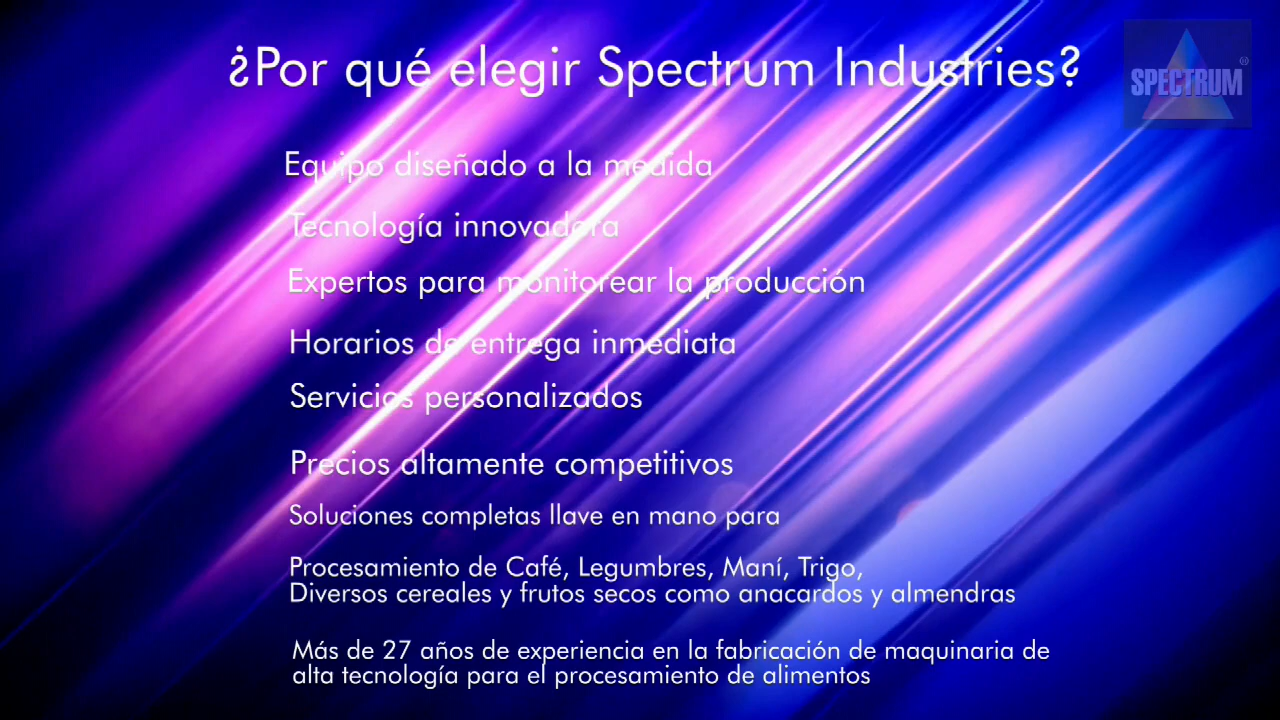 ¿Por qué elegir Spectrum Industries?
SPECTRUM
Equipo diseñado a la medida
Tecnología innovadora
Expertos para monitorear la producción
Horarios de entrega inmediata
Servicios personalizados
Precios altamente competitivos
Soluciones completas llave en mano para
Procesamiento de Café, Legumbres, Maní, Trigo,
Diversos cereales y frutos secos como anacardos y almendras
Más de 27 años de experiencia en la fabricación de maquinaria de
alta tecnología para el procesamiento de alimentos